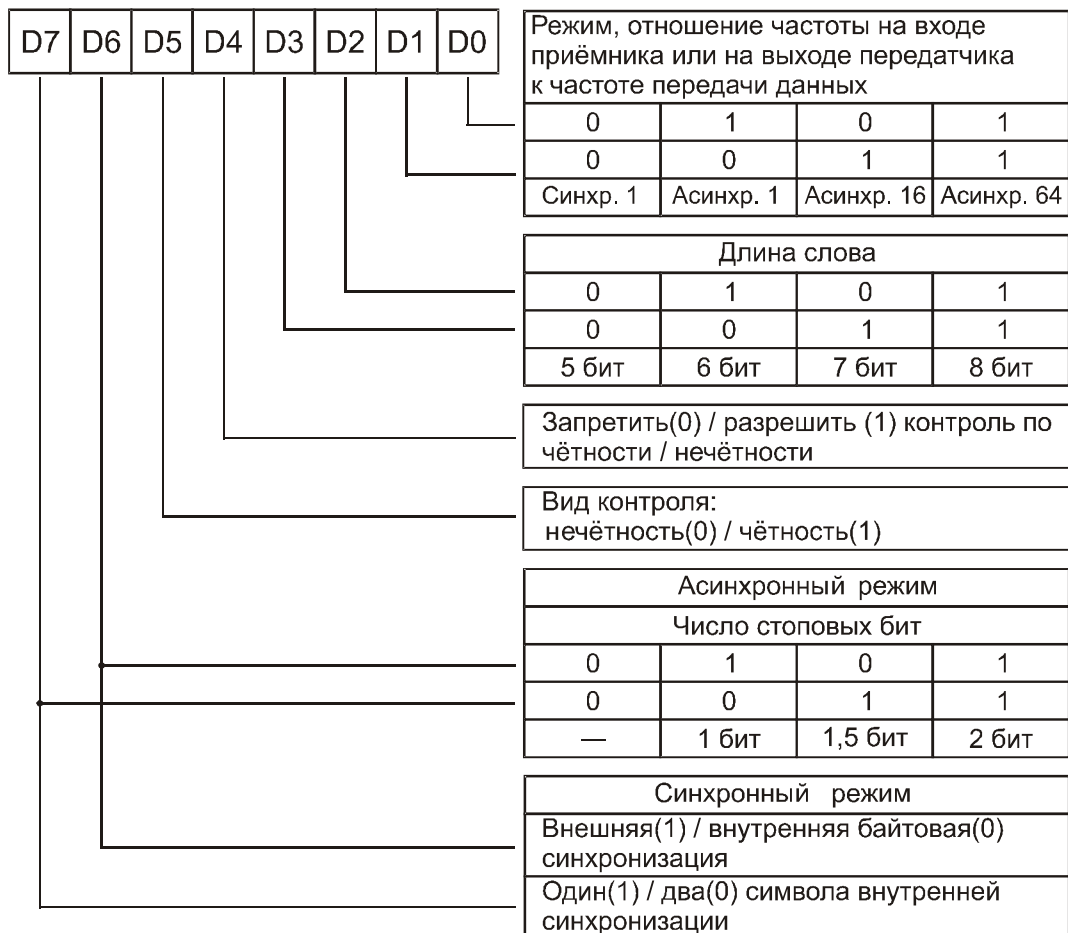 D7 D6 D5 D4 D3 D2 D1 D0
Режим, отношение частоты на входе
приёмника или на выходе передатчика
к частоте передачи данных
0 1 0 1
0 0 1 1
Синхр. 1 Асинхр. 1 Асинхр. 16 Асинхр. 64
Длина слова
0 1 0 1
0 0 1 1
5 бит 6 бит 7 бит 8 бит
Запретить(0) / разрешить (1) контроль по
чётности / нечётности
Вид контроля:
нечётность(0) / чётность(1)
Асинхронный режим
Число стоповых бит
0 1 0 1
0 0 1 1
— 1 бит 1,5 бит 2 бит
Синхронный режим
Внешняя(1) / внутренняя байтовая(0)
синхронизация
Один(1) / два(0) символа внутренней
синхронизации